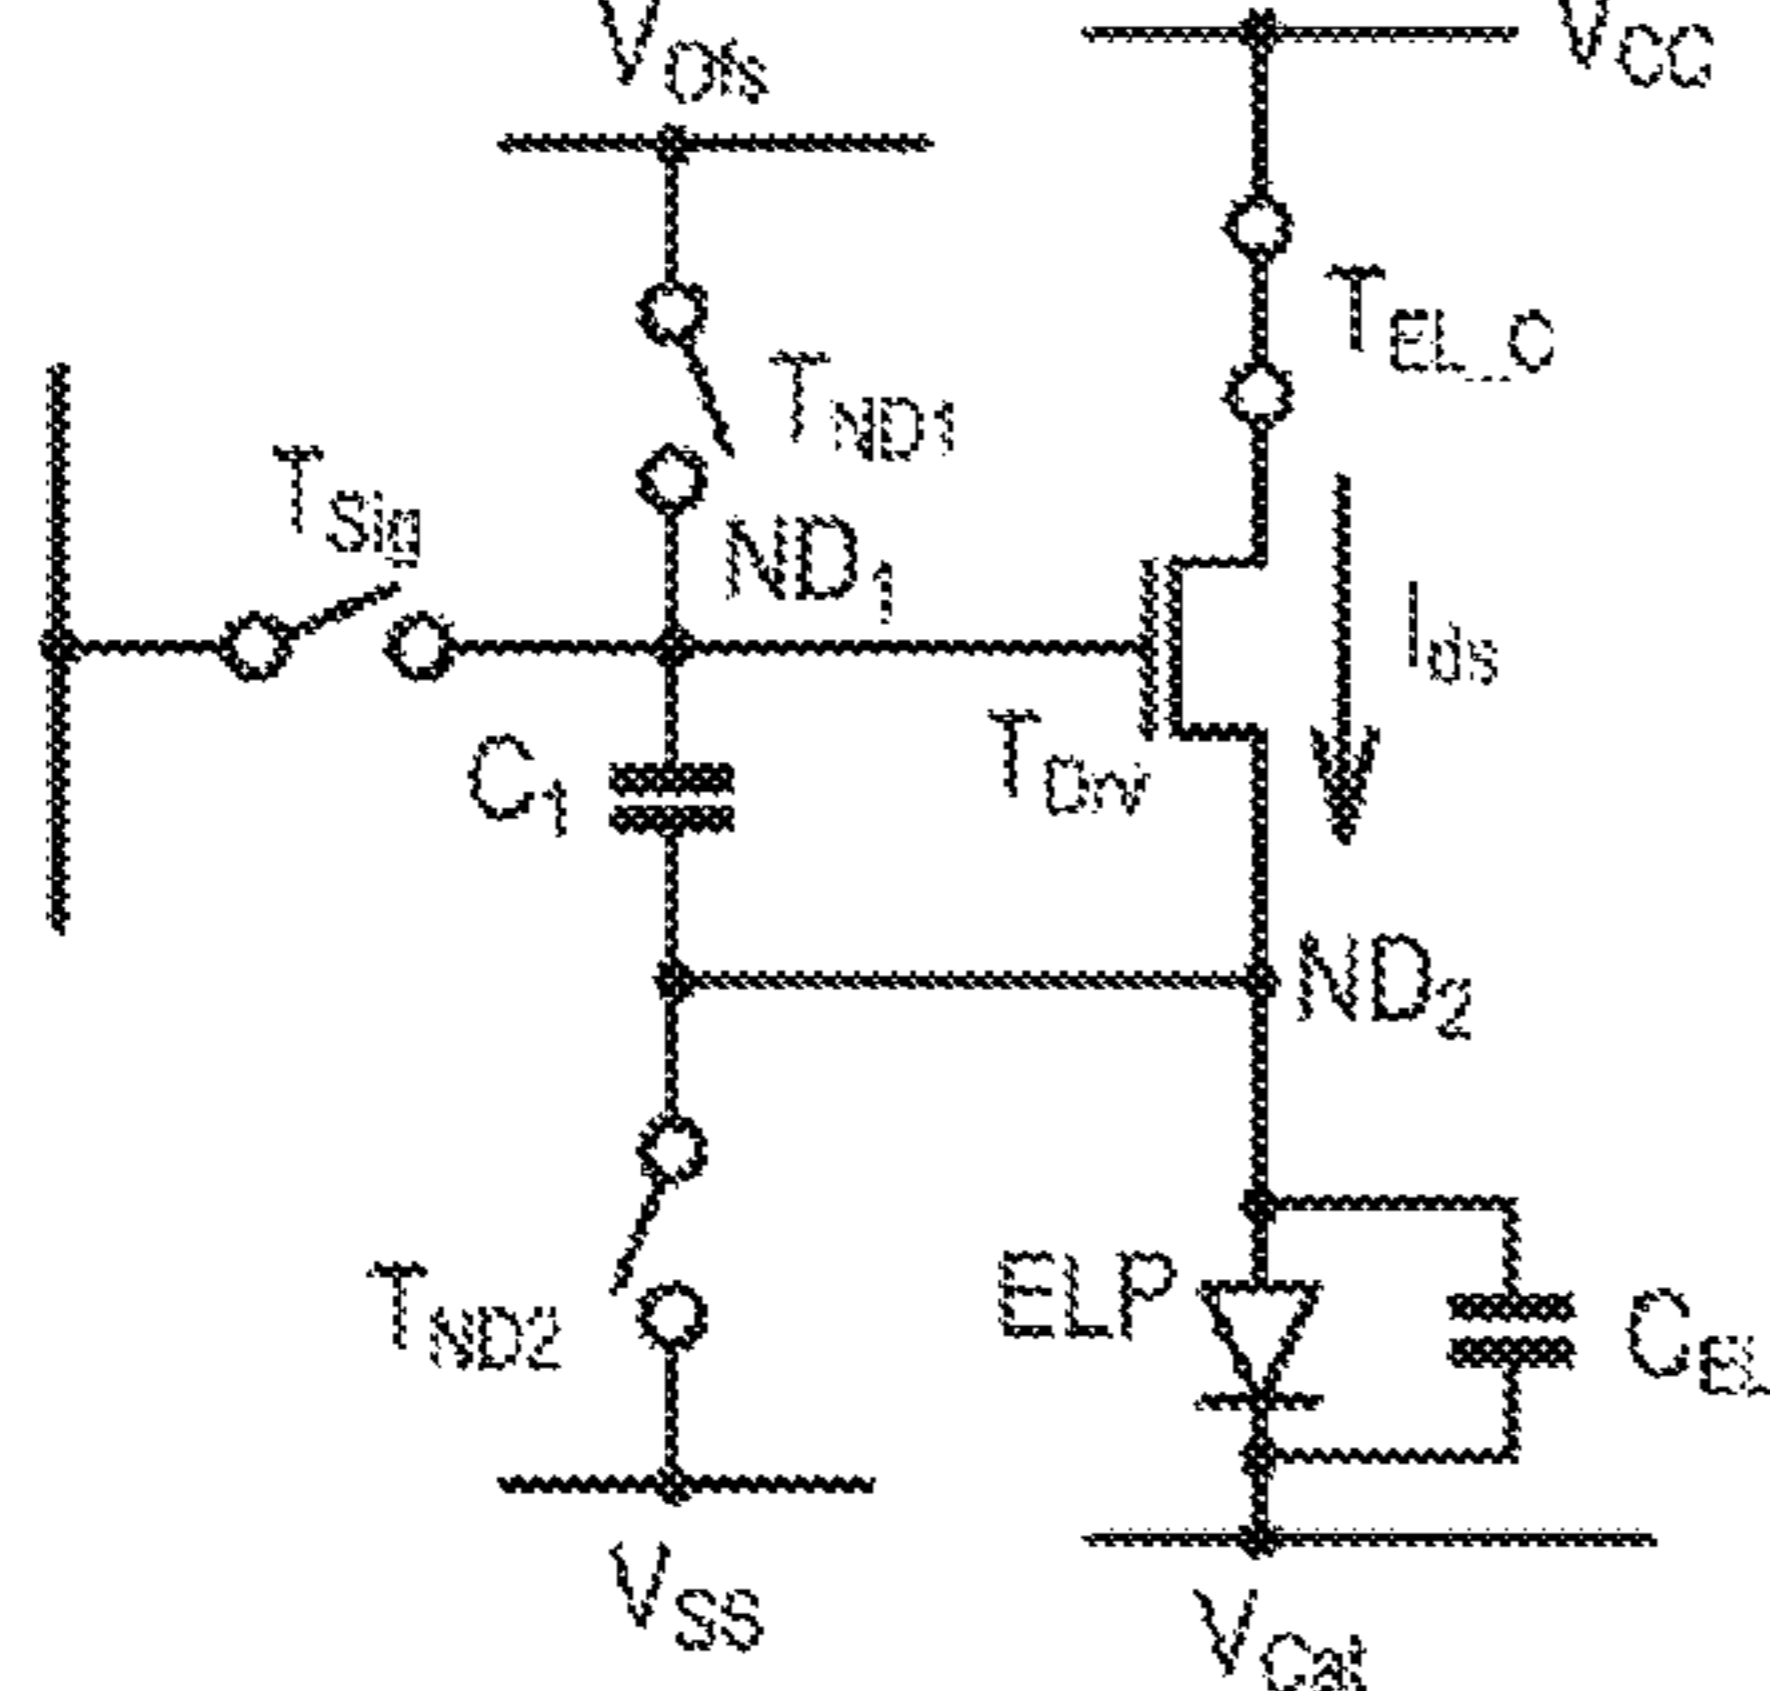 VOfs
VCC
TEL_C
TND1
TSig
ND1
Ids
C1
TDrv
ND2
ELP
TND2
CEL
VSS
VCat